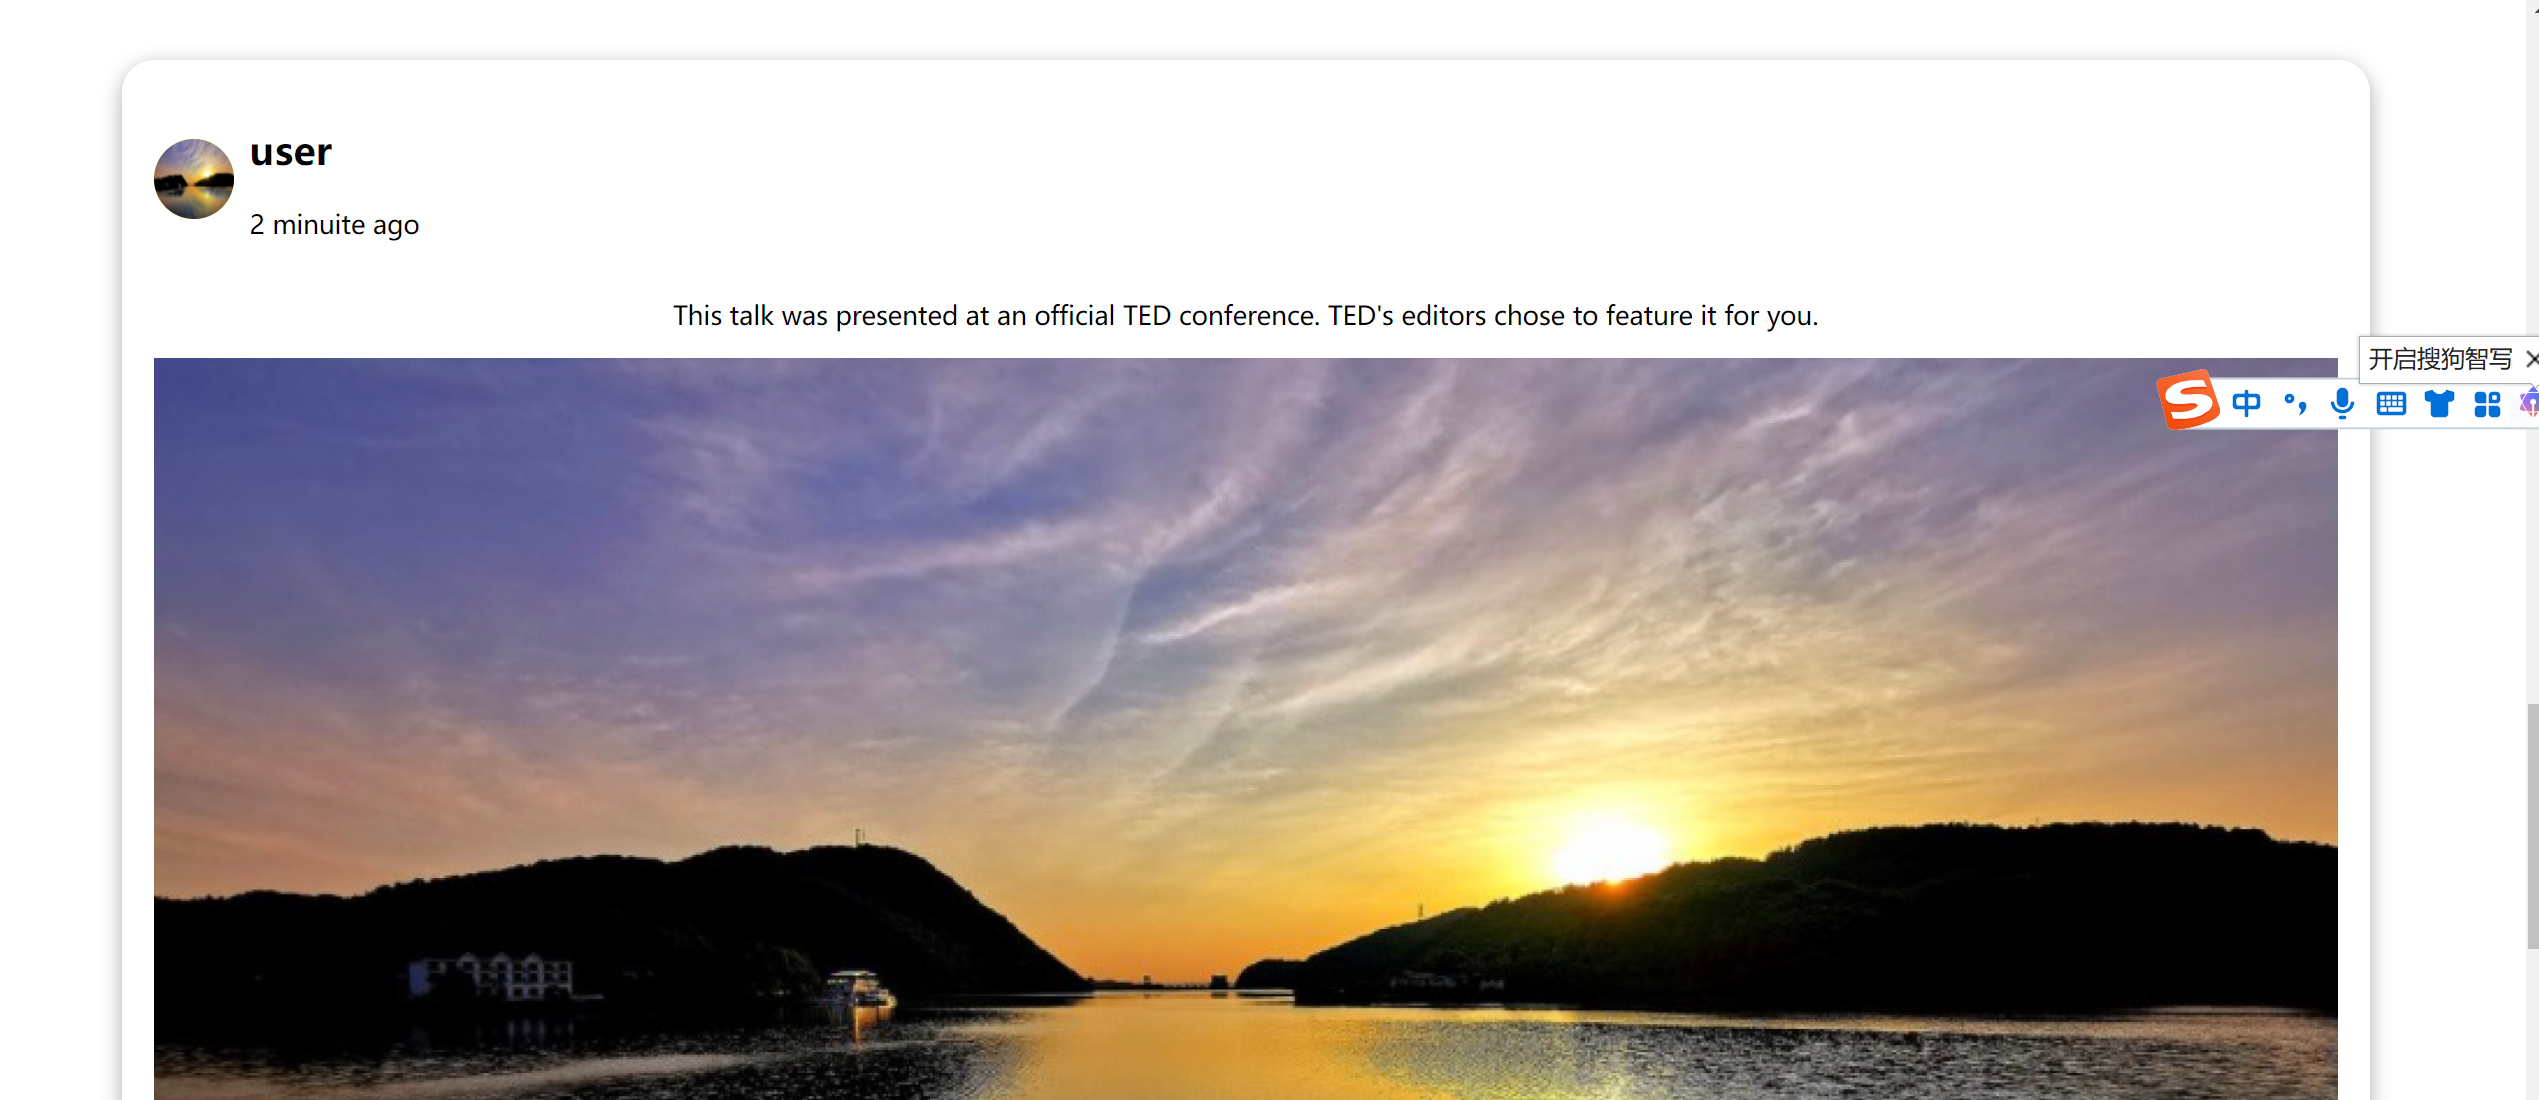 user
2 minuite ago
This talk was presented at an official TED conference. TED's editors chose to feature it for you.
开启搜狗智写
中